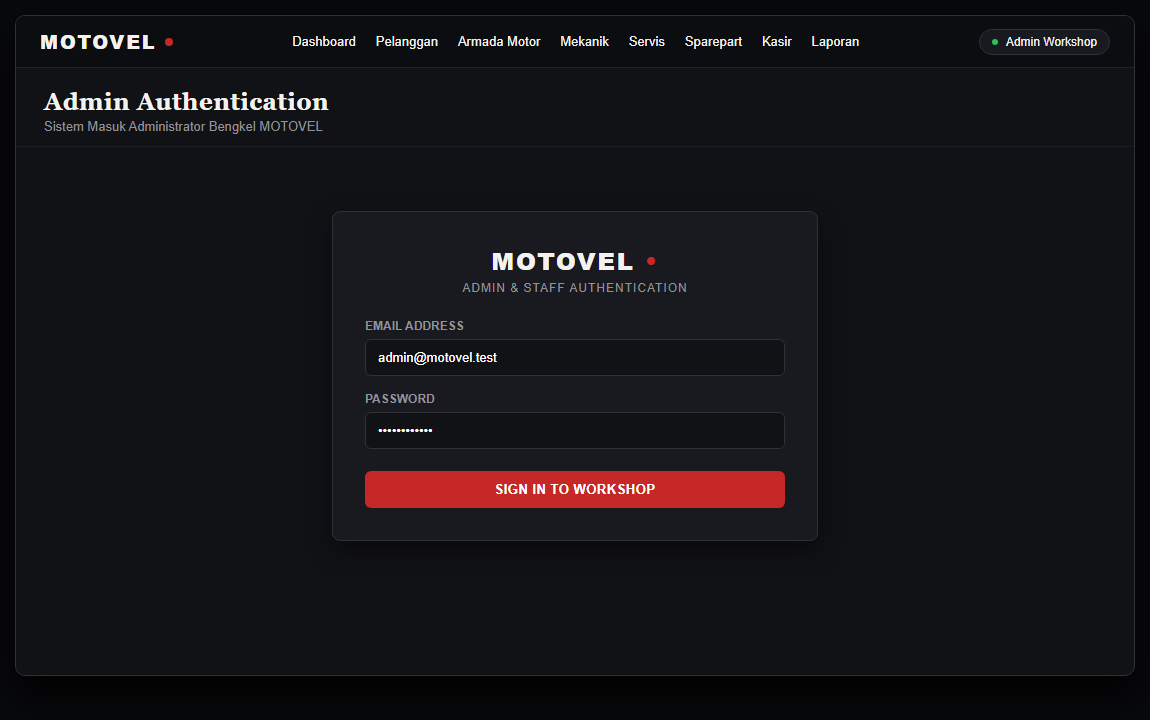 MOTOVEL
Dashboard Pelanggan Armada Motor Mekanik Servis Sparepart Kasir Laporan
Admin Workshop
Admin Authentication
Sistem Masuk Administrator Bengkel MOTOVEL
MOTOVEL
ADMIN & STAFF AUTHENTICATION
EMAIL ADDRESS
admin@motovel.test
PASSWORD
••••••••••••
SIGN IN TO WORKSHOP